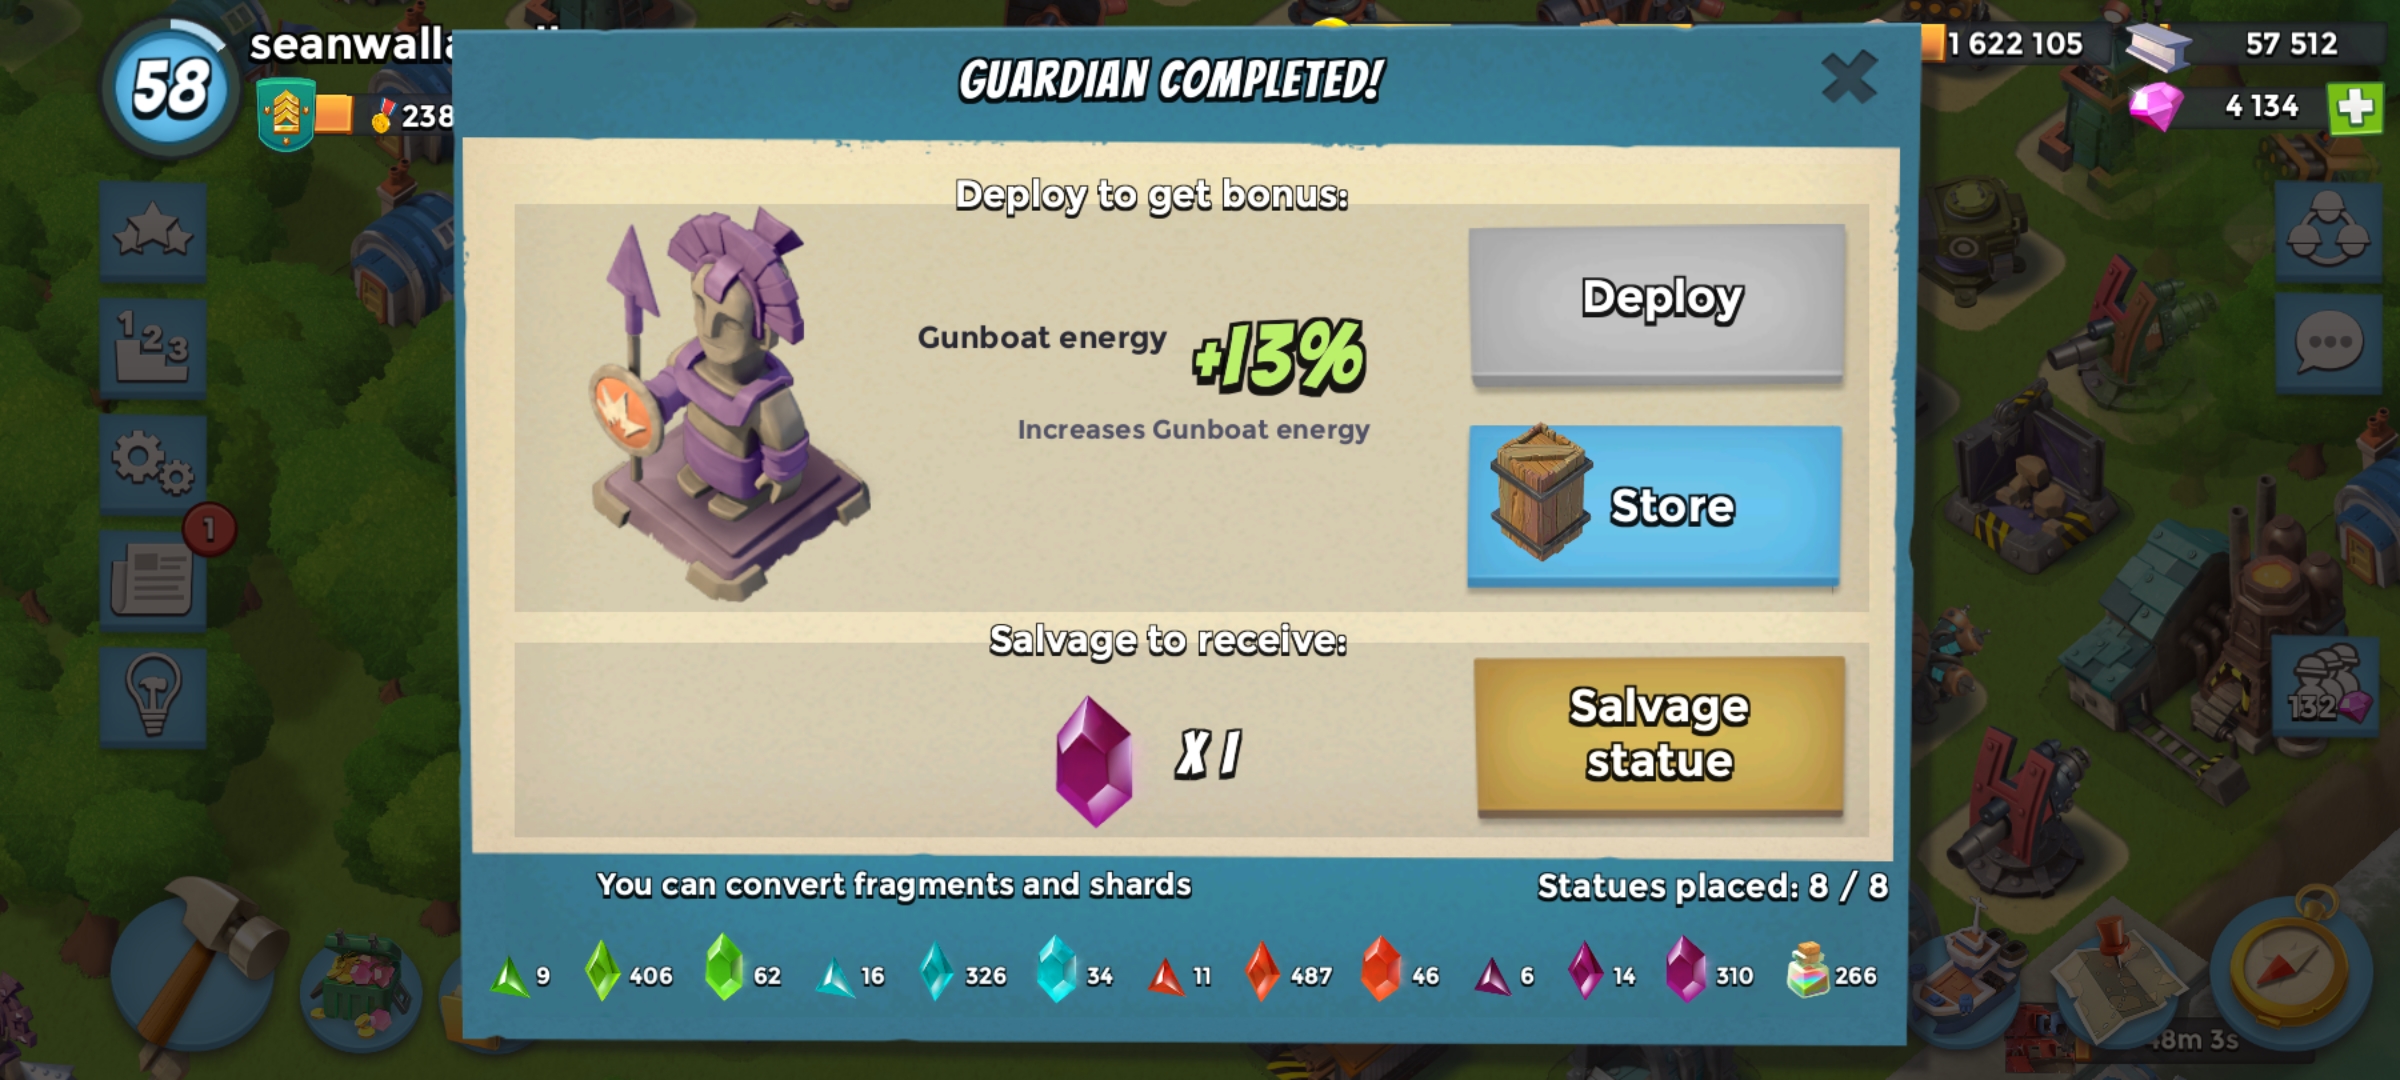 58
seanwall
238
GUARDIAN COMPLETED!
1 622 105
57 512
4 134
Deploy to get bonus:
Gunboat energy +13%
Increases Gunboat energy
Deploy
Store
1 2 3
1
Salvage to receive:
X 1
Salvage
statue
132
You can convert fragments and shards
Statues placed: 8 / 8
9 406 62 16 326 34 11 487 46 6 14 310 266
8m 3s